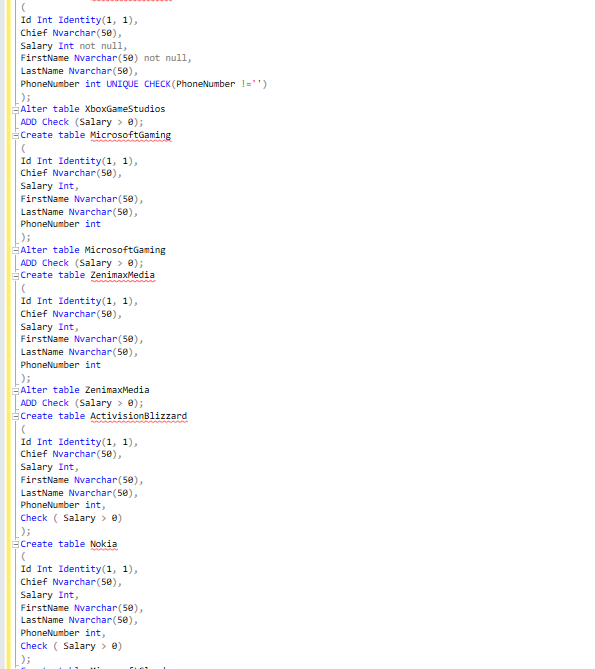 (
Id Int Identity(1, 1),
Chief Nvarchar(50),
Salary Int not null,
FirstName Nvarchar(50) not null,
LastName Nvarchar(50),
PhoneNumber int UNIQUE CHECK(PhoneNumber !='')
);
Alter table XboxGameStudios
ADD Check (Salary > 0);
Create table MicrosoftGaming
(
Id Int Identity(1, 1),
Chief Nvarchar(50),
Salary Int,
FirstName Nvarchar(50),
LastName Nvarchar(50),
PhoneNumber int
);
Alter table MicrosoftGaming
ADD Check (Salary > 0);
Create table ZenimaxMedia
(
Id Int Identity(1, 1),
Chief Nvarchar(50),
Salary Int,
FirstName Nvarchar(50),
LastName Nvarchar(50),
PhoneNumber int
);
Alter table ZenimaxMedia
ADD Check (Salary > 0);
Create table ActivisionBlizzard
(
Id Int Identity(1, 1),
Chief Nvarchar(50),
Salary Int,
FirstName Nvarchar(50),
LastName Nvarchar(50),
PhoneNumber int,
Check ( Salary > 0)
);
Create table Nokia
(
Id Int Identity(1, 1),
Chief Nvarchar(50),
Salary Int,
FirstName Nvarchar(50),
LastName Nvarchar(50),
PhoneNumber int,
Check ( Salary > 0)
);